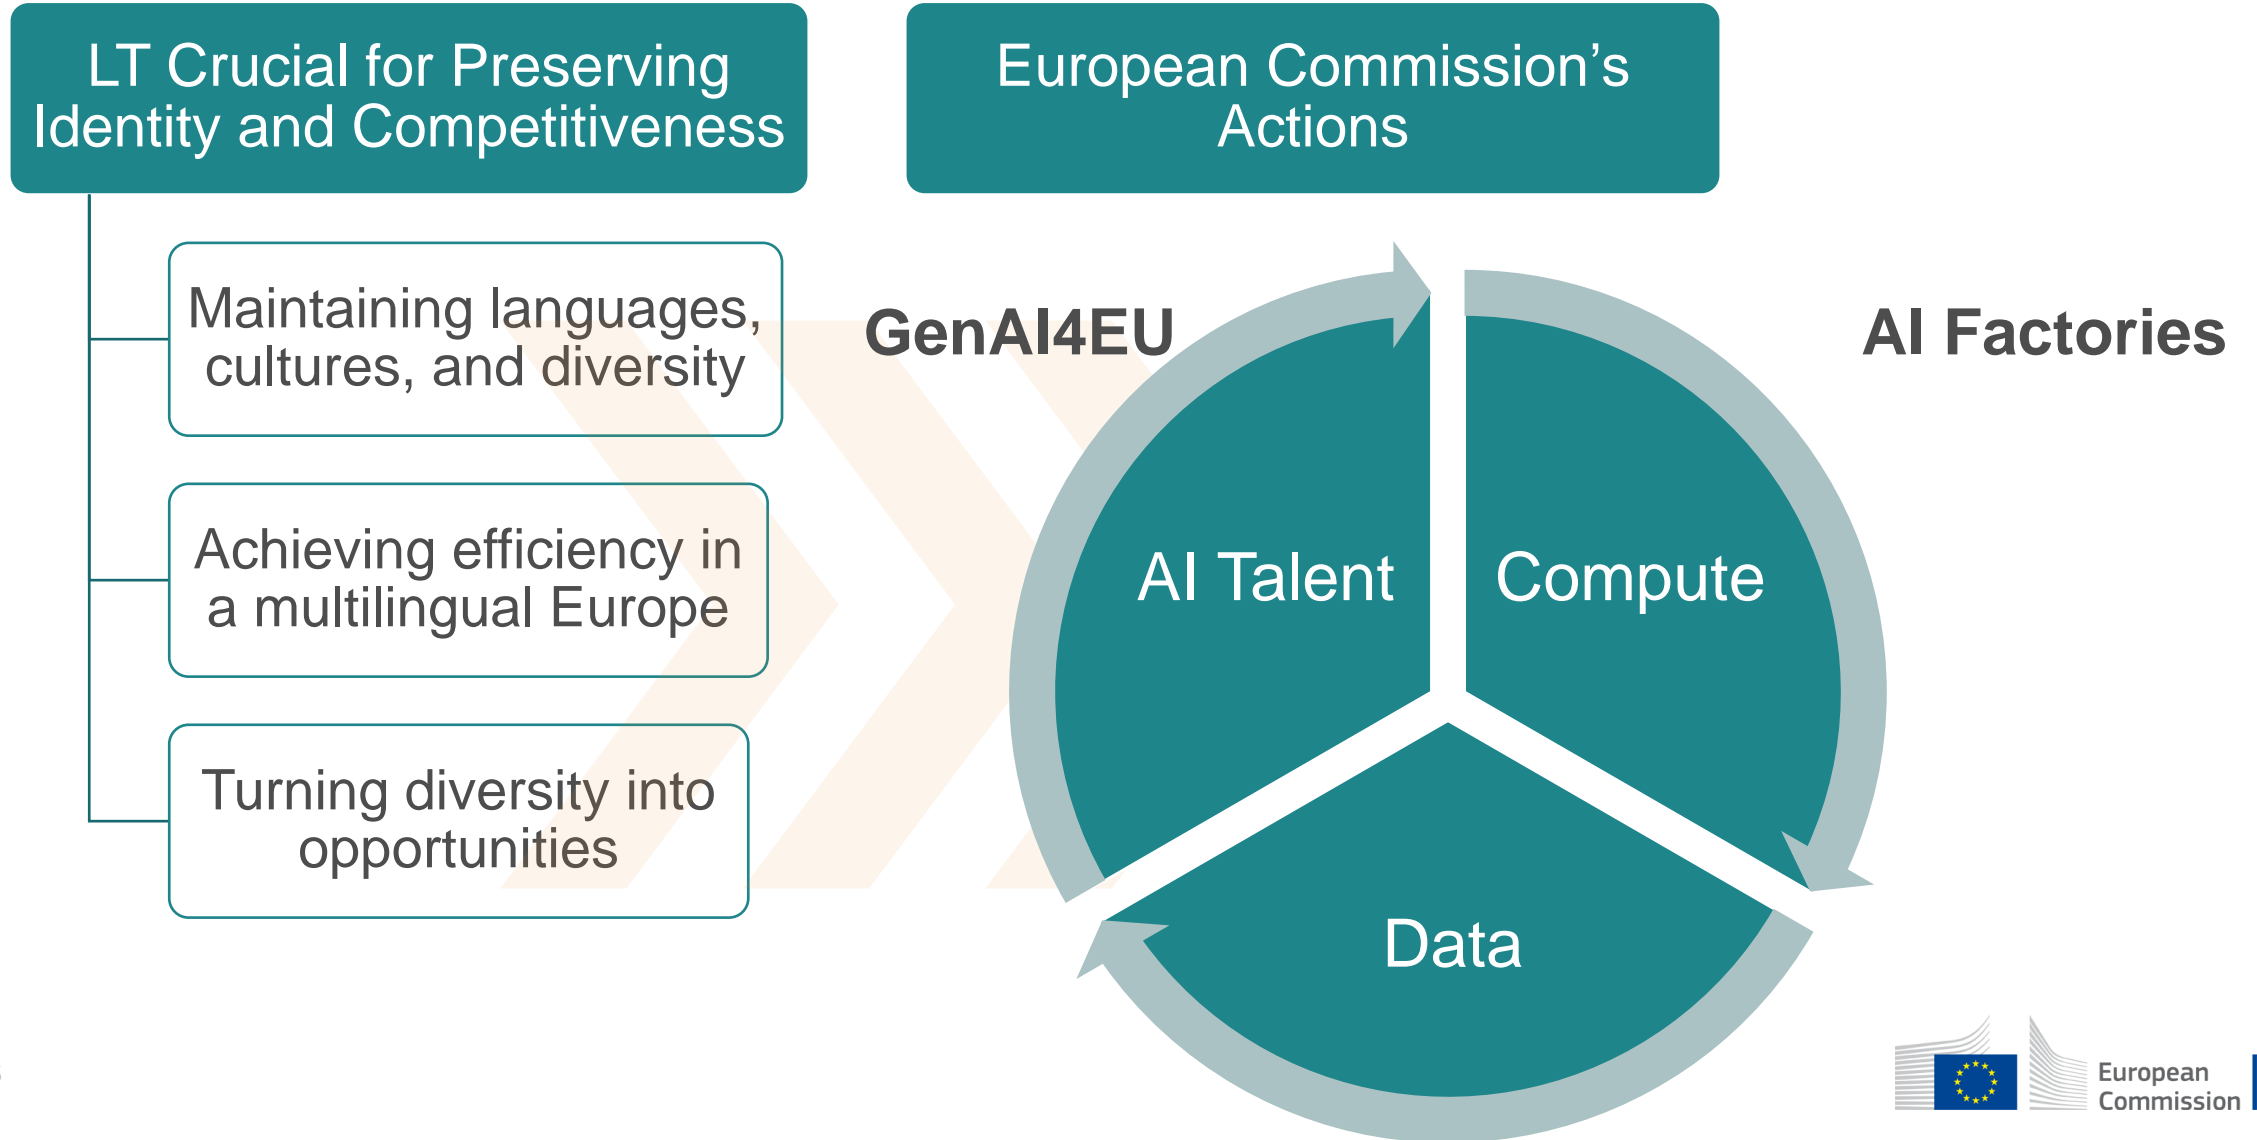 LT Crucial for Preserving
Identity and Competitiveness
Maintaining languages,
cultures, and diversity
Achieving efficiency in
a multilingual Europe
Turning diversity into
opportunities
European Commission’s
Actions
GenAI4EU
AI Factories
AI Talent
Compute
Data
European
Commission